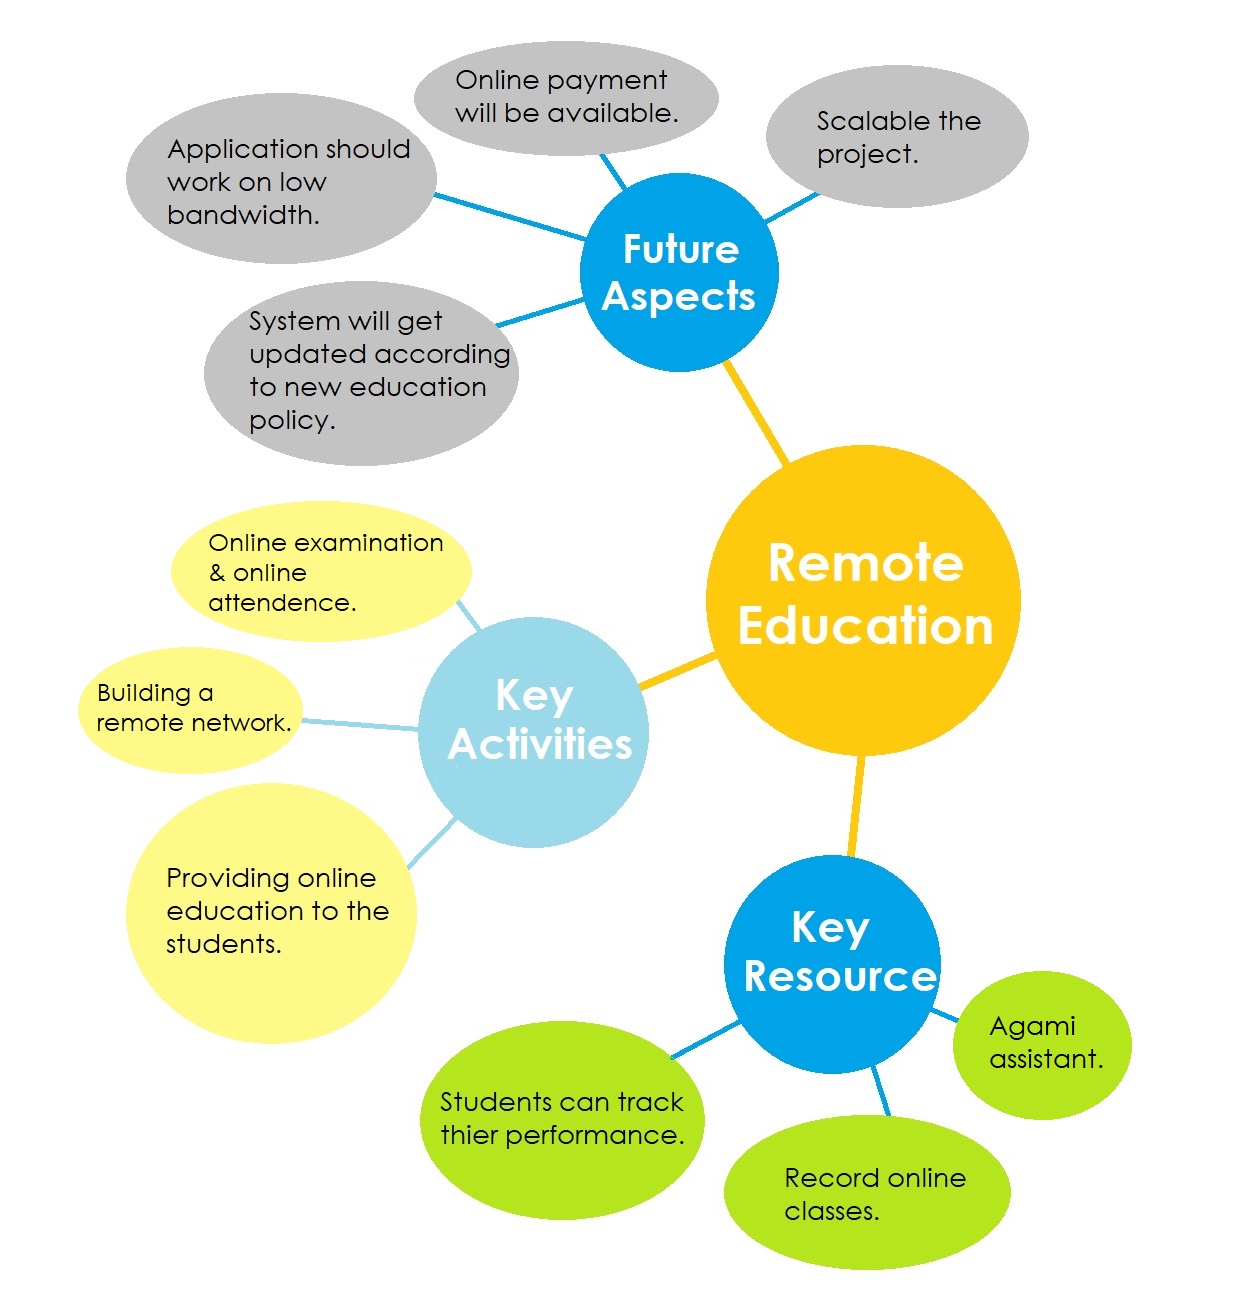 Online payment
will be available.
Scalable the
project.
Application should
work on low
bandwidth.
Future
Aspects
System will get
updated according
to new education
policy.
Remote
Education
Online examination
& online
attendence.
Key
Activities
Building a
remote network.
Providing online
education to the
students.
Key
Resource
Agami
assistant.
Students can track
thier performance.
Record online
classes.